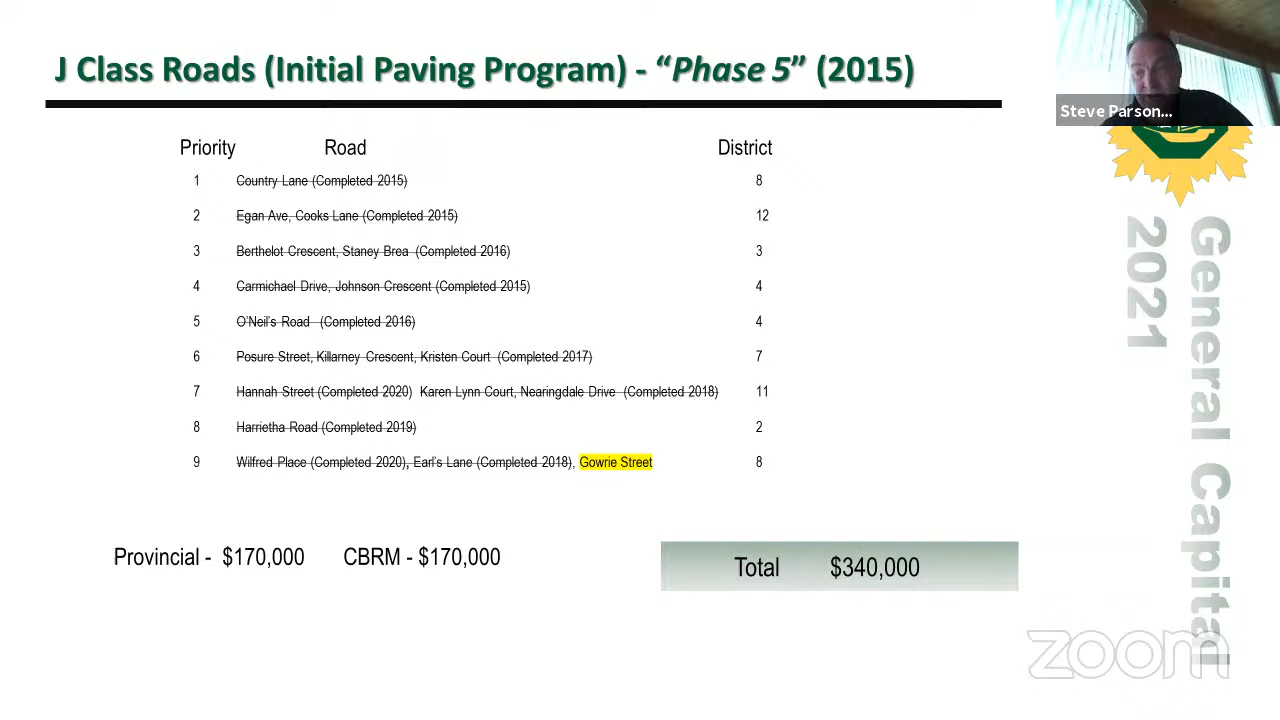 J Class Roads (Initial Paving Program) - “Phase 5” (2015)
Steve Parson...
Priority Road District
1 Country Lane (Completed 2015) 8
2 Egan Ave, Cooks Lane (Completed 2015) 12
3 Berthelot Crescent, Staney Brea (Completed 2016) 3
4 Carmichael Drive, Johnson Crescent (Completed 2015) 4
5 O'Neil's Road (Completed 2016) 4
6 Posure Street, Killarney Crescent, Kristen Court (Completed 2017) 7
7 Hannah Street (Completed 2020) Karen Lynn Court, Nearingdale Drive (Completed 2018) 11
8 Harrietha Road (Completed 2019) 2
9 Wilfred Place (Completed 2020), Earl's Lane (Completed 2018), Gowrie Street 8
Provincial - $170,000 CBRM - $170,000
Total $340,000
General Capital
2021
zoom